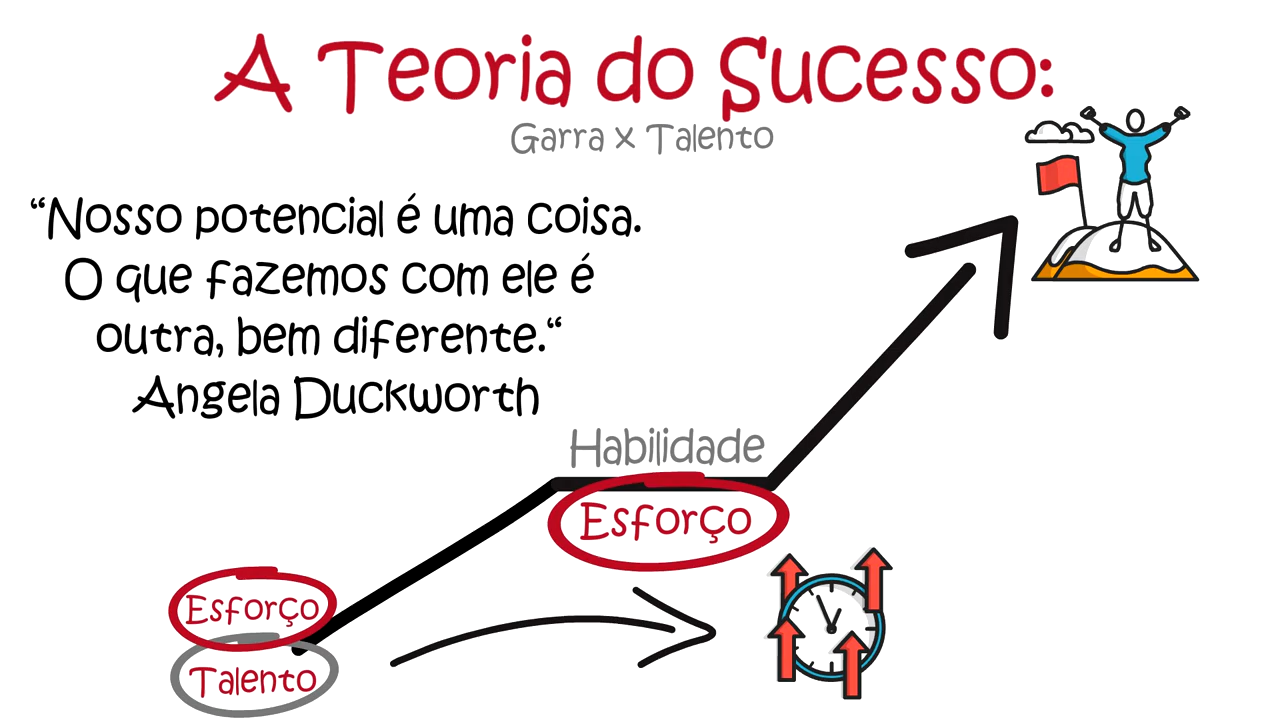 A Teoria do Sucesso:
Garra x Talento
“Nosso potencial é uma coisa.
O que fazemos com ele é
outra, bem diferente.“
Angela Duckworth
Habilidade
Esforço
Esforço
Talento